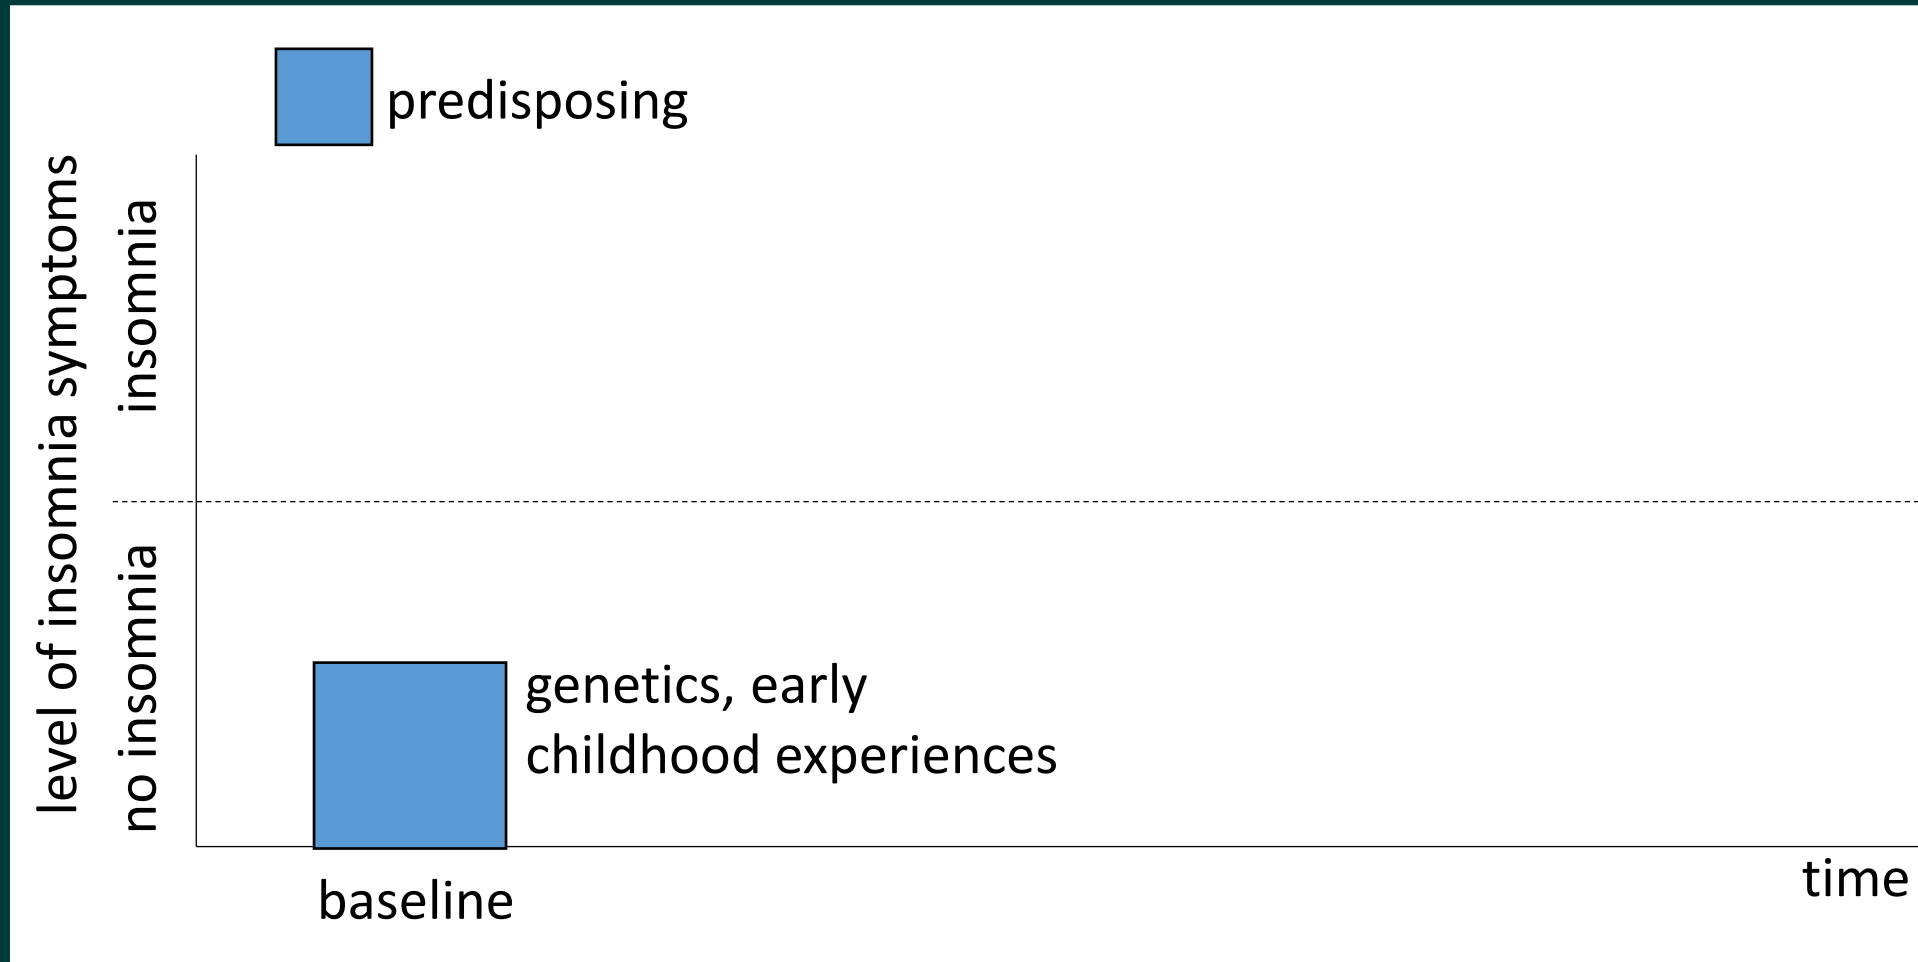 predisposing
level of insomnia symptoms
insomnia
no insomnia
genetics, early
childhood experiences
baseline
time